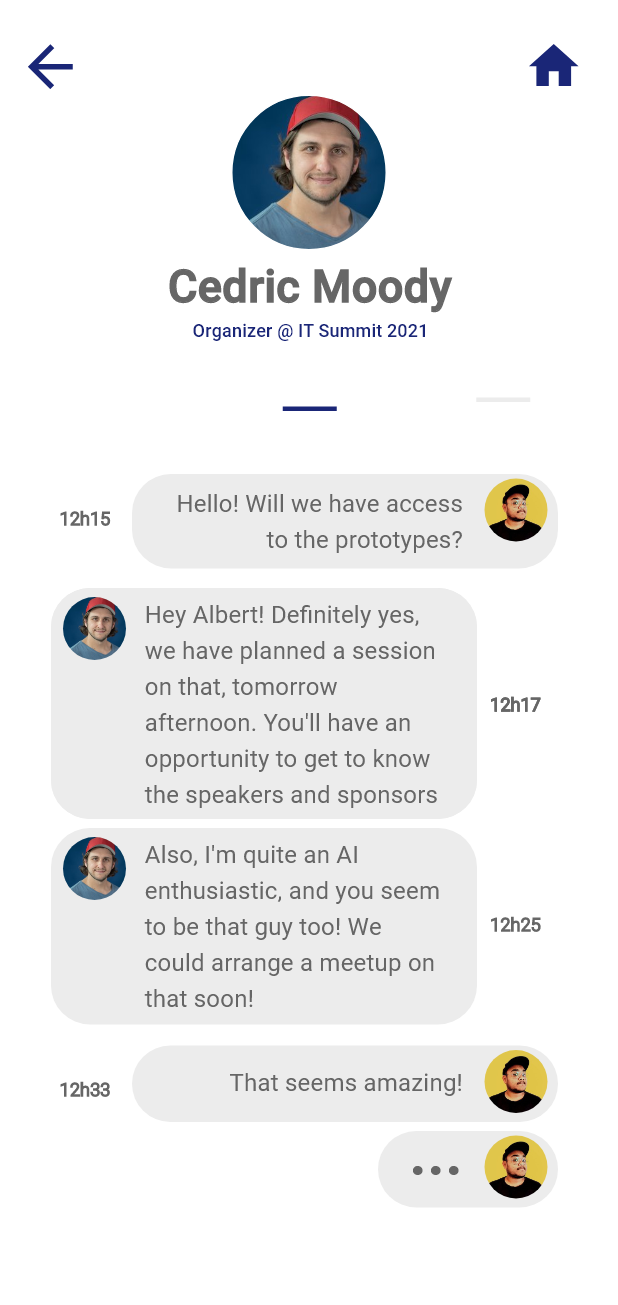 Cedric Moody
Organizer @ IT Summit 2021
12h15
Hello! Will we have access
to the prototypes?
Hey Albert! Definitely yes,
we have planned a session
on that, tomorrow
afternoon. You'll have an
opportunity to get to know
the speakers and sponsors
12h17
Also, I'm quite an AI
enthusiastic, and you seem
to be that guy too! We
could arrange a meetup on
that soon!
12h25
12h33
That seems amazing!